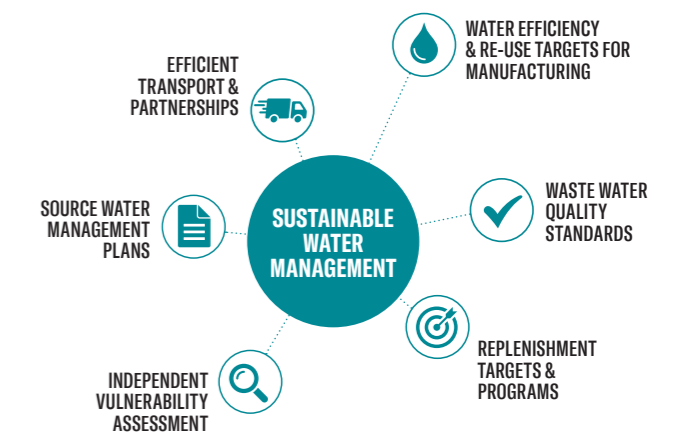 WATER EFFICIENCY
& RE-USE TARGETS FOR
MANUFACTURING
EFFICIENT
TRANSPORT &
PARTNERSHIPS
SOURCE WATER
MANAGEMENT
PLANS
SUSTAINABLE
WATER
MANAGEMENT
WASTE WATER
QUALITY
STANDARDS
REPLENISHMENT
TARGETS &
PROGRAMS
INDEPENDENT
VULNERABILITY
ASSESSMENT